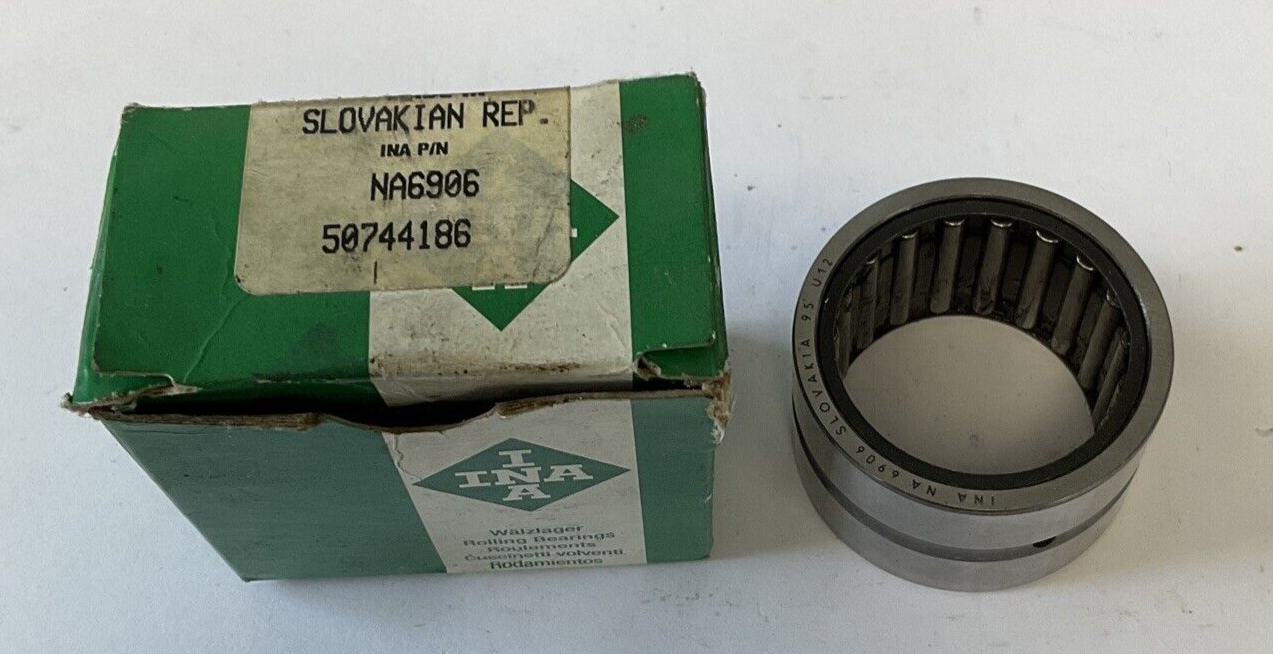 SLOVAKIAN REP.
INA P/N
NA6906
50744186
I
INA
A
Wälzlager
Rolling Bearings
Roulements
Cuscinetti volventi
Rodamientos
INA NA 6906 SLOVAKIA 95 U12